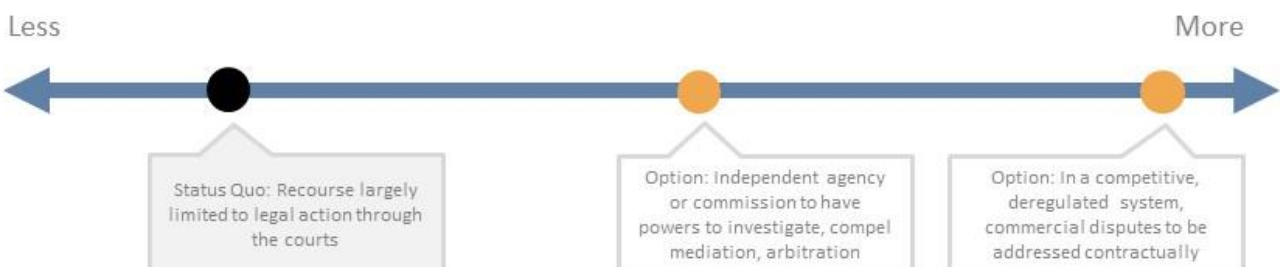 Less
More
Status Quo: Recourse largely
limited to legal action through
the courts
Option: Independent agency
or commission to have
powers to investigate, compel
mediation, arbitration
Option: In a competitive,
deregulated system,
commercial disputes to be
addressed contractually